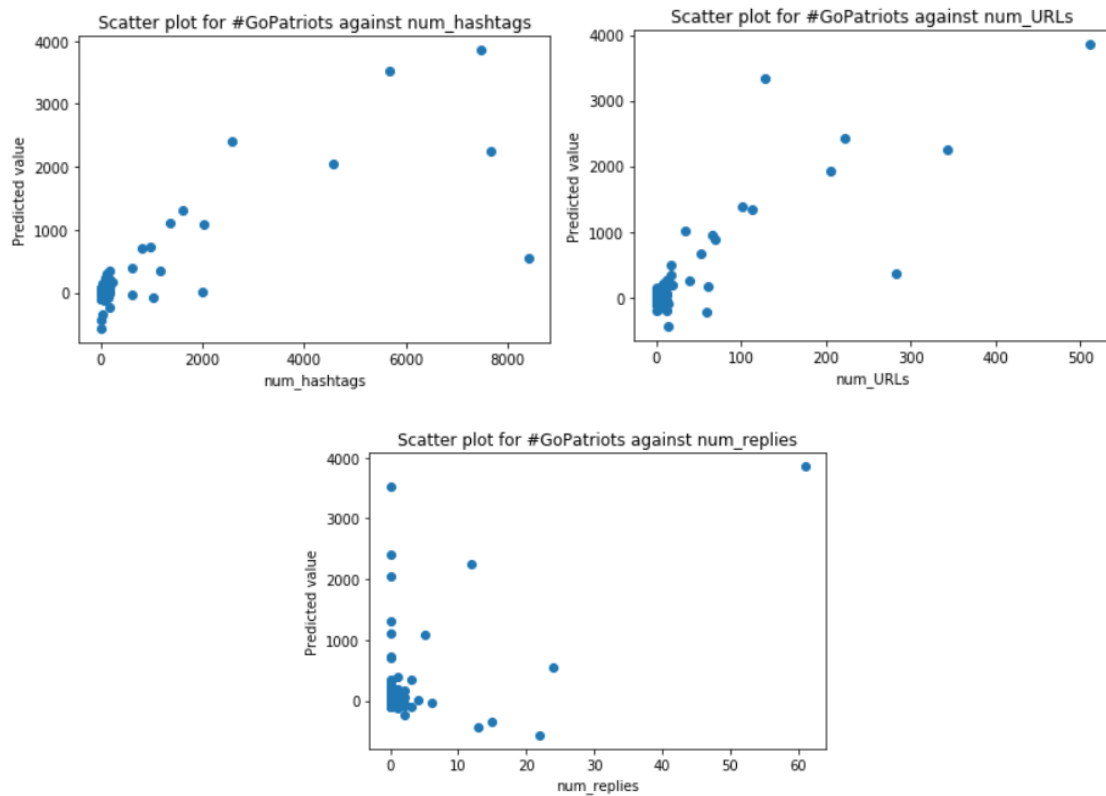 Scatter plot for #GoPatriots against num_hashtags
4000
3000
2000
1000
0
Predicted value
0 2000 4000 6000 8000
num_hashtags
Scatter plot for #GoPatriots against num_URLs
4000
3000
2000
1000
0
Predicted value
0 100 200 300 400 500
num_URLs
Scatter plot for #GoPatriots against num_replies
4000
3000
2000
1000
0
Predicted value
0 10 20 30 40 50 60
num_replies